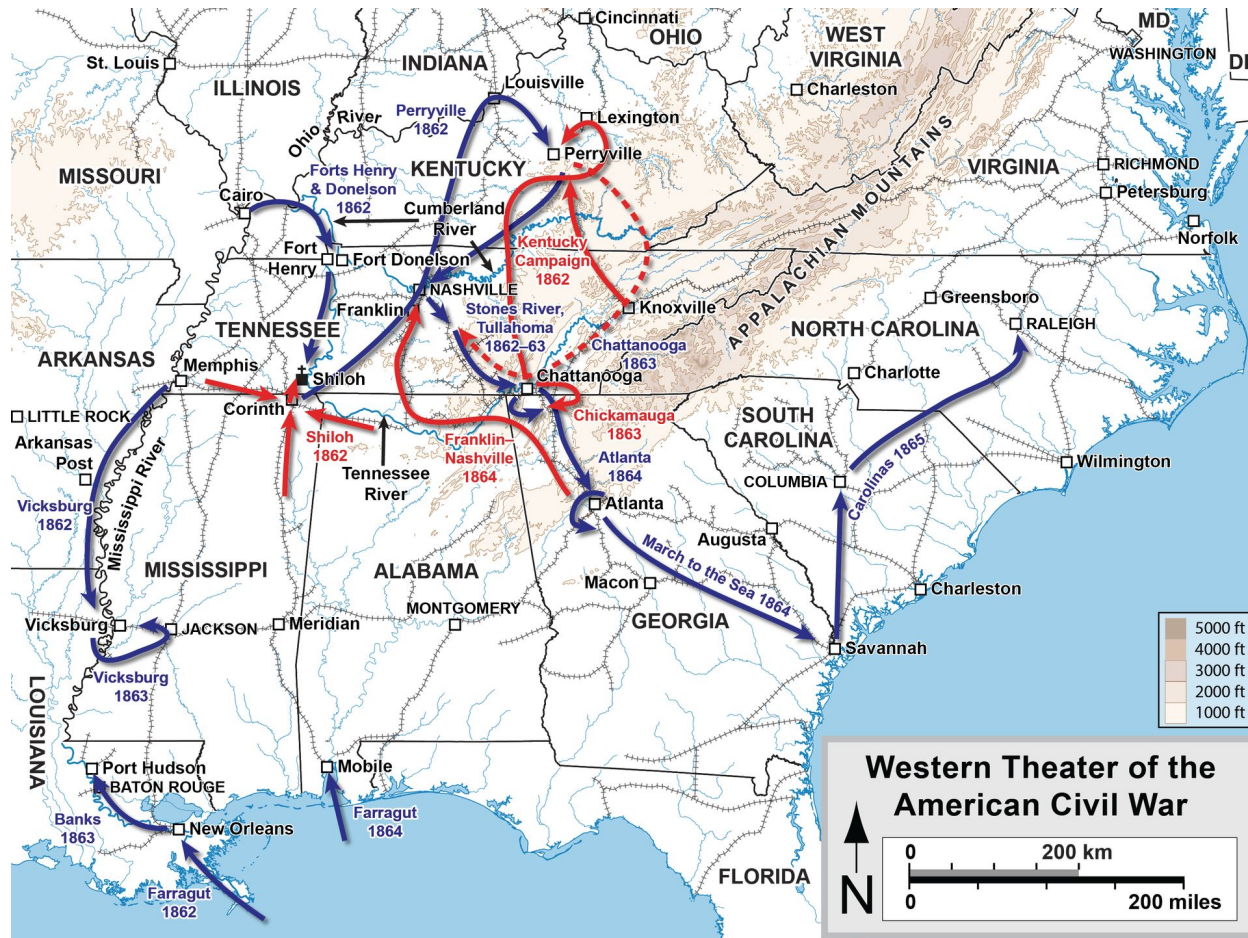 Cincinnati
OHIO
WEST
VIRGINIA
MD
WASHINGTON
DE
St. Louis
INDIANA
ILLINOIS
Louisville
Charleston
Perryville
1862
Ohio River
Lexington
Perryville
KENTUCKY
MISSOURI
Forts Henry
& Donelson
1862
VIRGINIA
RICHMOND
Petersburg
Norfolk
Cairo
Cumberland
River
APPALACHIAN MOUNTAINS
Fort
Henry
Fort Donelson
Kentucky
Campaign
1862
NASHVILLE
Franklin
Knoxville
Stones River,
Tullahoma
1862–63
Greensboro
RALEIGH
TENNESSEE
NORTH CAROLINA
Chattanooga
1863
ARKANSAS
Memphis
Shiloh
Chattanooga
Charlotte
LITTLE ROCK
Corinth
Chickamauga
1863
SOUTH
CAROLINA
Arkansas
Post
Shiloh
1862
Franklin–
Nashville
1864
Atlanta
1864
Tennessee
River
Wilmington
COLUMBIA
Carolinas 1865
Vicksburg
1862
Mississippi River
Atlanta
Augusta
March to the Sea 1864
MISSISSIPPI
ALABAMA
Macon
Charleston
MONTGOMERY
GEORGIA
Vicksburg
JACKSON
Meridian
Savannah
Vicksburg
1863
LOUISIANA
5000 ft
4000 ft
3000 ft
2000 ft
1000 ft
Port Hudson
BATON ROUGE
Mobile
Banks
1863
New Orleans
Farragut
1864
Farragut
1862
FLORIDA
Western Theater of the
American Civil War
N
0 200 km
0 200 miles